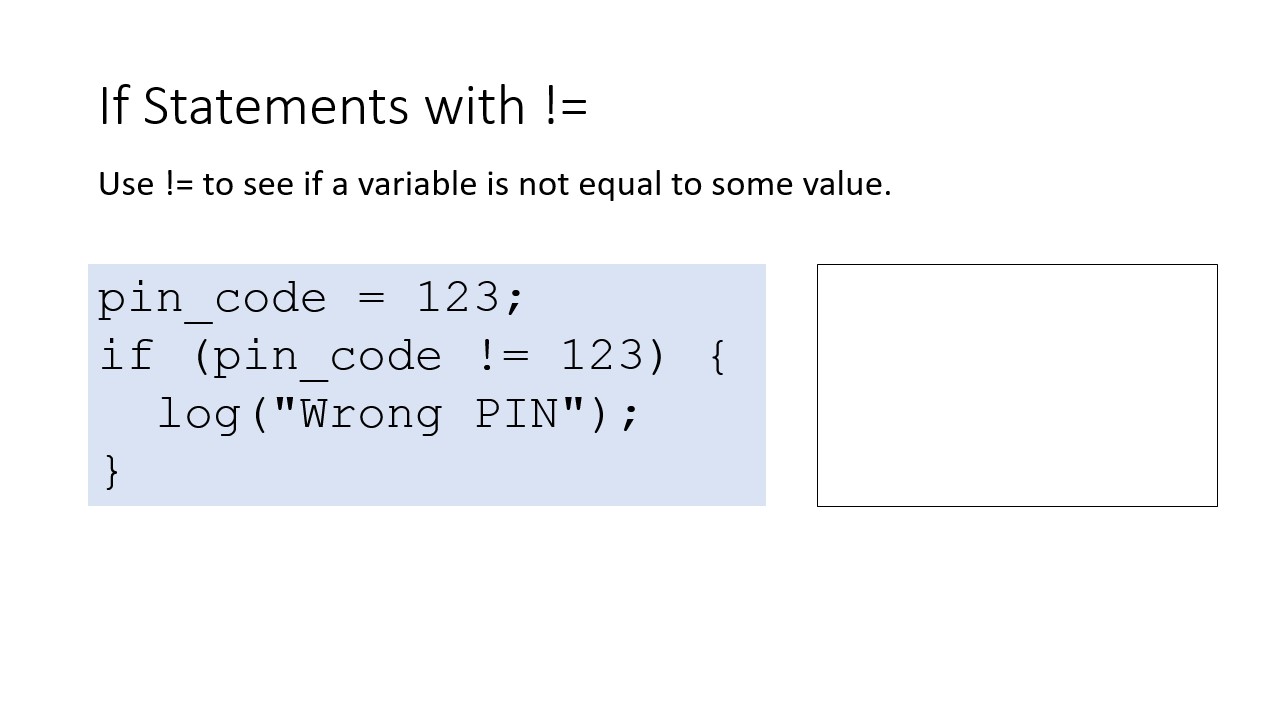 If Statements with !=
Use != to see if a variable is not equal to some value.
pin_code = 123;
if (pin_code != 123) {
  log("Wrong PIN");
}